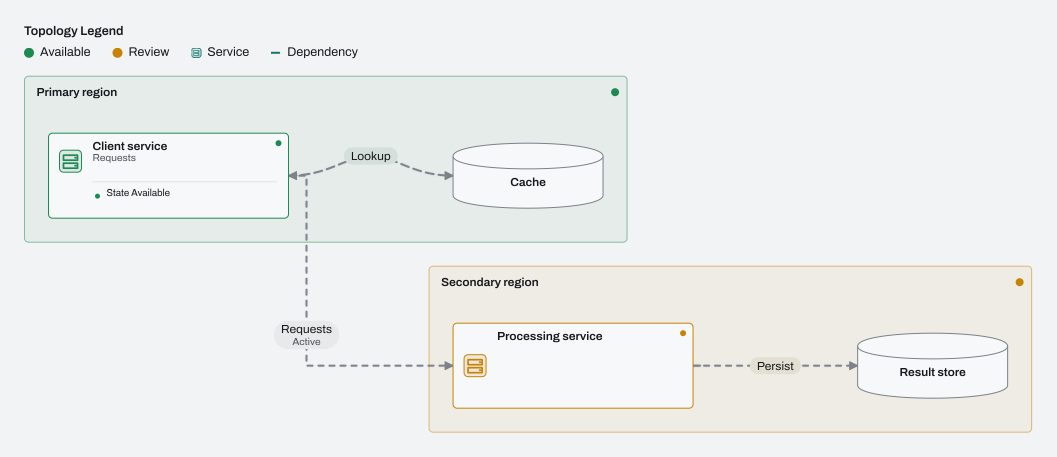 Topology Legend
Available Review Service Dependency
Primary region
Client service
Requests
State Available
Lookup
Cache
Secondary region
Requests
Active
Processing service
Persist
Result store